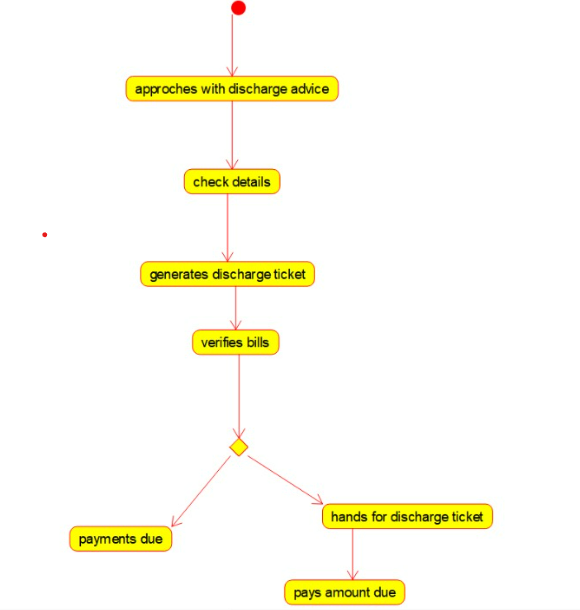 approches with discharge advice
check details
generates discharge ticket
verifies bills
hands for discharge ticket
payments due
pays amount due